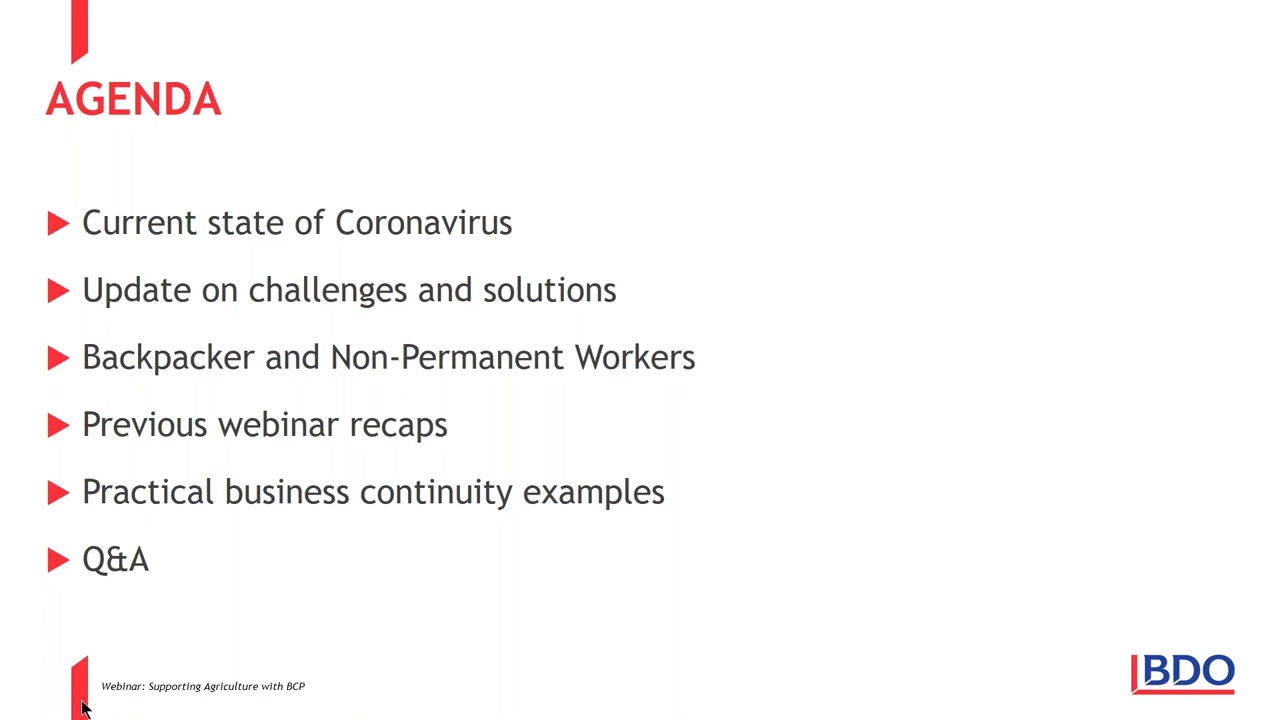 AGENDA
Current state of Coronavirus
Update on challenges and solutions
Backpacker and Non-Permanent Workers
Previous webinar recaps
Practical business continuity examples
Q&A
Webinar: Supporting Agriculture with BCP
BDO